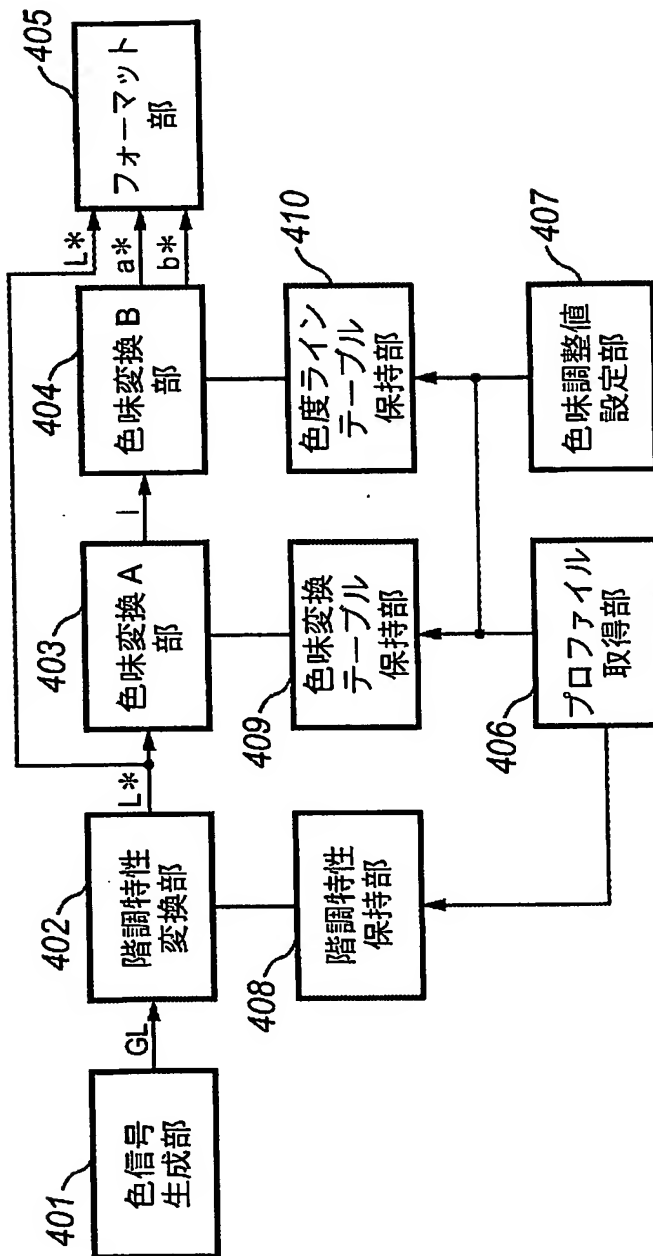 401
色信号
生成部
GL
402
階調特性
変換部
L*
403
色味変換 A
部
l
404
色味変換 B
部
L*
a*
b*
405
フォーマット
部
408
階調特性
保持部
409
色味変換
テーブル
保持部
410
色度ライン
テーブル
保持部
406
プロファイル
取得部
407
色味調整値
設定部